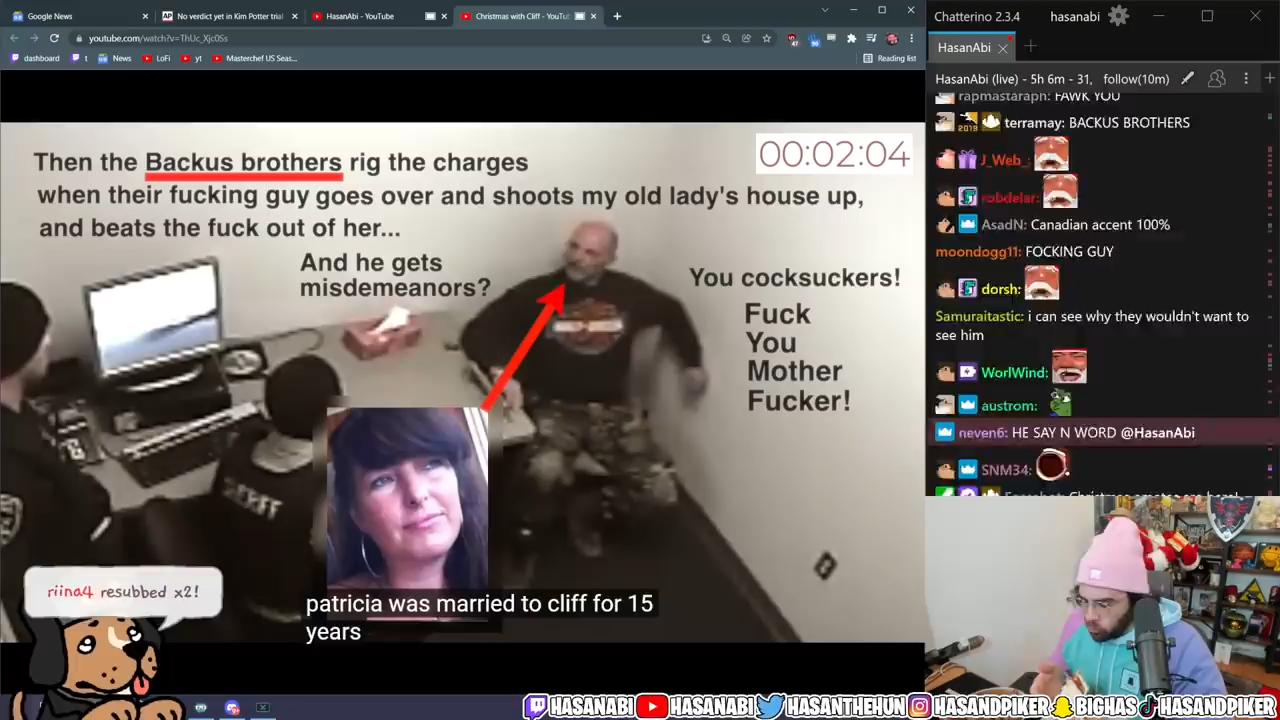 Google News
No verdict yet in Kim Potter trial
HasanAbi - YouTube
Christmas with Cliff - YouTu
youtube.com/watch?v=ThUc_Xjc0Ss
dashboard
t
News
LoFi
yt
Masterchef US Seas...
Reading list
Then the Backus brothers rig the charges
when their fucking guy goes over and shoots my old lady's house up,
and beats the fuck out of her...
00:02:04
And he gets
misdemeanors?
You cocksuckers!
Fuck
You
Mother
Fucker!
patricia was married to cliff for 15
years
riina4 resubbed x2!
Chatterino 2.3.4
hasanabi
HasanAbi
HasanAbi (live) - 5h 6m - 31, follow(10m)
rapmastaraph: FAWK YOU
terramay: BACKUS BROTHERS
J_Web_:
robdelar:
AsadN: Canadian accent 100%
moondogg11: FOCKING GUY
dorsh:
Samuraitastic: i can see why they wouldn't want to
see him
WorlWind:
austrom:
neven6: HE SAY N WORD @HasanAbi
SNM34:
HASANABI HASANABI HASANTHEHUN HASANDPIKER BIGHAS HASANDPIKER